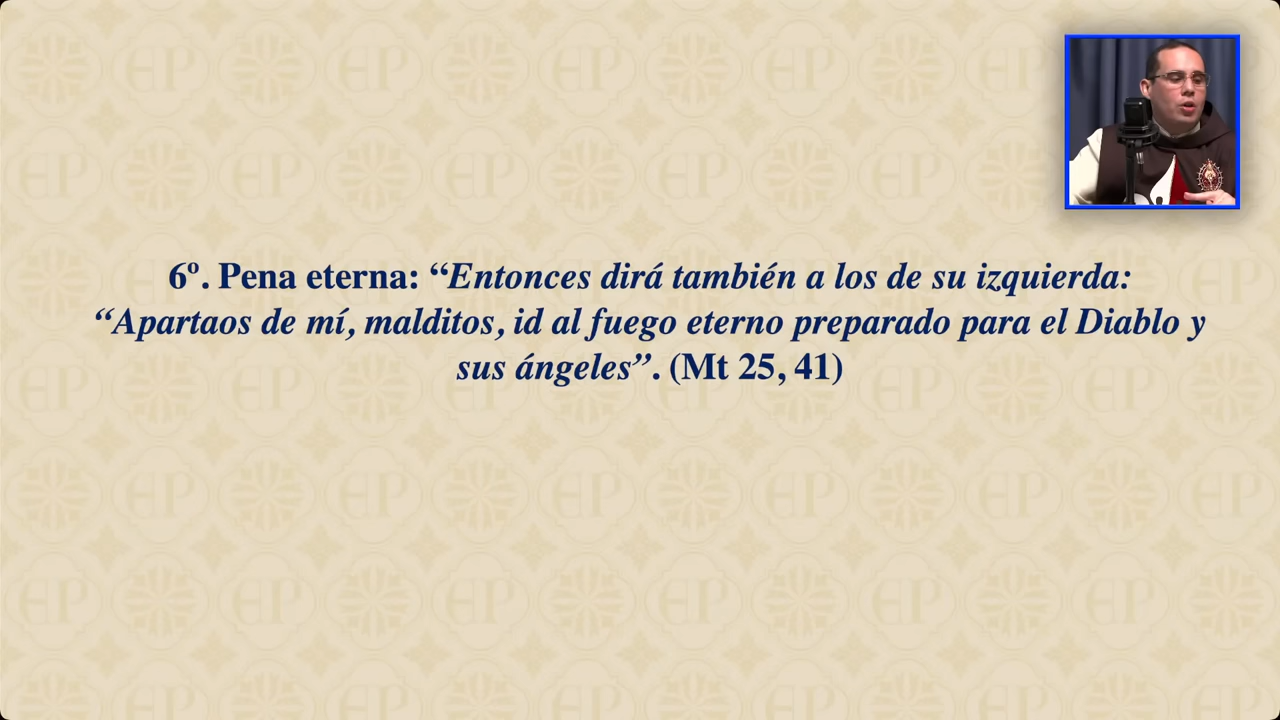 6º. Pena eterna: “Entonces dirá también a los de su izquierda:
“Apartaos de mí, malditos, id al fuego eterno preparado para el Diablo y
sus ángeles”. (Mt 25, 41)